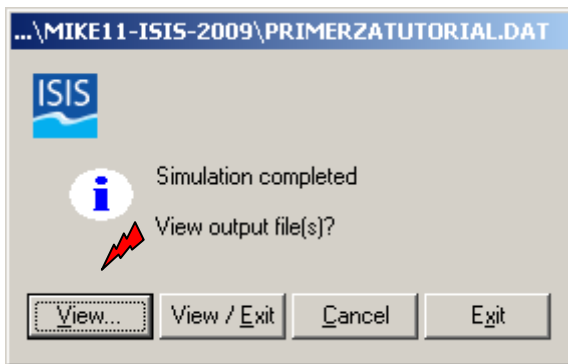 ...\MIKE11-ISIS-2009\PRIMERZATUTORIAL.DAT
ISIS
i
Simulation completed
View output file(s)?
View... View / Exit Cancel Exit